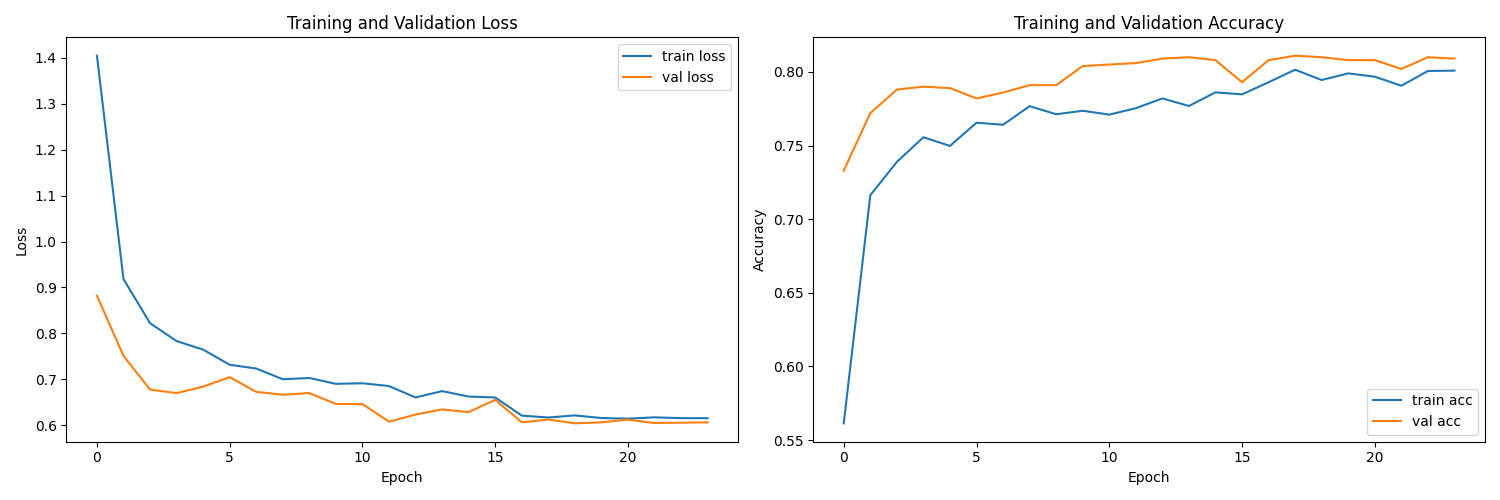 Training and Validation Loss
train loss
val loss
1.4
1.3
1.2
1.1
1.0
0.9
0.8
0.7
0.6
Loss
0 5 10 15 20
Epoch
Training and Validation Accuracy
0.80
0.75
0.70
0.65
0.60
0.55
Accuracy
train acc
val acc
0 5 10 15 20
Epoch